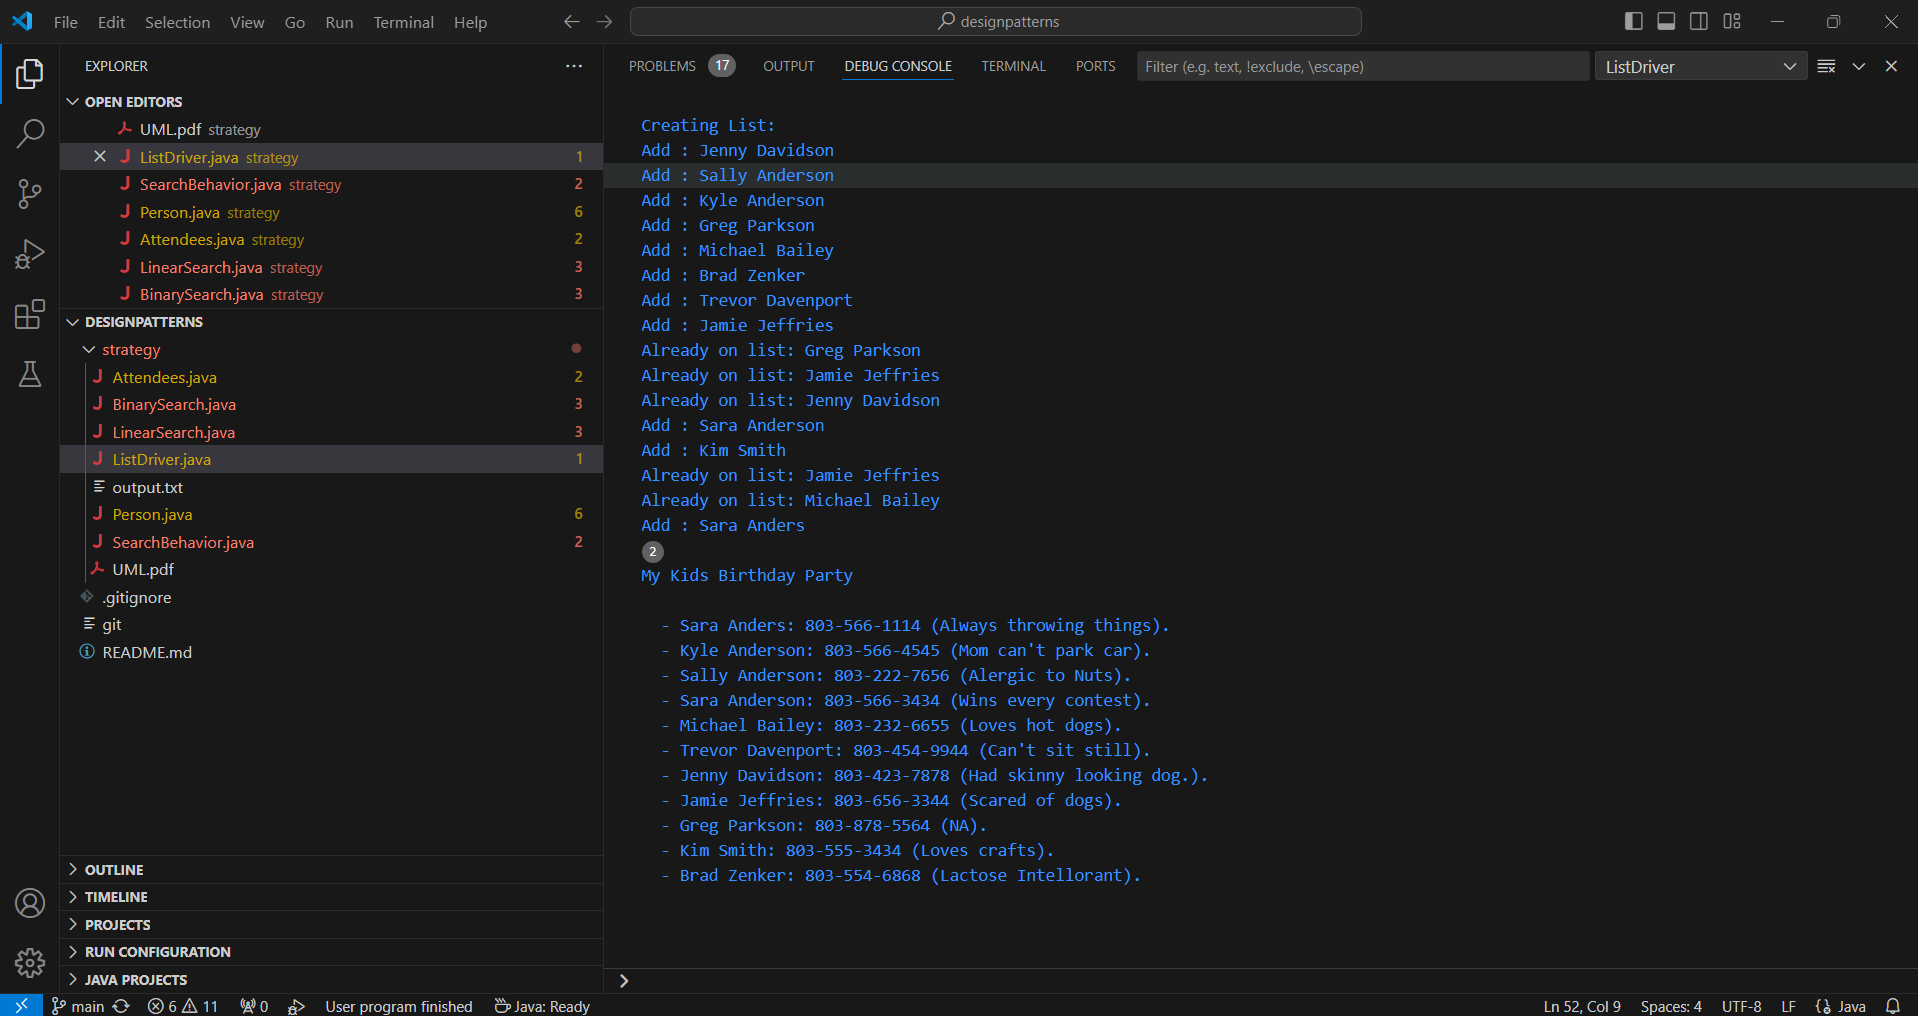 File Edit Selection View Go Run Terminal Help
designpatterns
EXPLORER
OPEN EDITORS
UML.pdf strategy
ListDriver.java strategy 1
SearchBehavior.java strategy 2
Person.java strategy 6
Attendees.java strategy 2
LinearSearch.java strategy 3
BinarySearch.java strategy 3
DESIGNPATTERNS
strategy
Attendees.java 2
BinarySearch.java 3
LinearSearch.java 3
ListDriver.java 1
output.txt
Person.java 6
SearchBehavior.java 2
UML.pdf
.gitignore
git
README.md
OUTLINE
TIMELINE
PROJECTS
RUN CONFIGURATION
JAVA PROJECTS
PROBLEMS 17 OUTPUT DEBUG CONSOLE TERMINAL PORTS Filter (e.g. text, !exclude, \escape) ListDriver
Creating List:
Add : Jenny Davidson
Add : Sally Anderson
Add : Kyle Anderson
Add : Greg Parkson
Add : Michael Bailey
Add : Brad Zenker
Add : Trevor Davenport
Add : Jamie Jeffries
Already on list: Greg Parkson
Already on list: Jamie Jeffries
Already on list: Jenny Davidson
Add : Sara Anderson
Add : Kim Smith
Already on list: Jamie Jeffries
Already on list: Michael Bailey
Add : Sara Anders
2
My Kids Birthday Party
- Sara Anders: 803-566-1114 (Always throwing things).
- Kyle Anderson: 803-566-4545 (Mom can't park car).
- Sally Anderson: 803-222-7656 (Alergic to Nuts).
- Sara Anderson: 803-566-3434 (Wins every contest).
- Michael Bailey: 803-232-6655 (Loves hot dogs).
- Trevor Davenport: 803-454-9944 (Can't sit still).
- Jenny Davidson: 803-423-7878 (Had skinny looking dog.).
- Jamie Jeffries: 803-656-3344 (Scared of dogs).
- Greg Parkson: 803-878-5564 (NA).
- Kim Smith: 803-555-3434 (Loves crafts).
- Brad Zenker: 803-554-6868 (Lactose Intellorant).
main 6 11 0 User program finished Java: Ready Ln 52, Col 9 Spaces: 4 UTF-8 LF Java